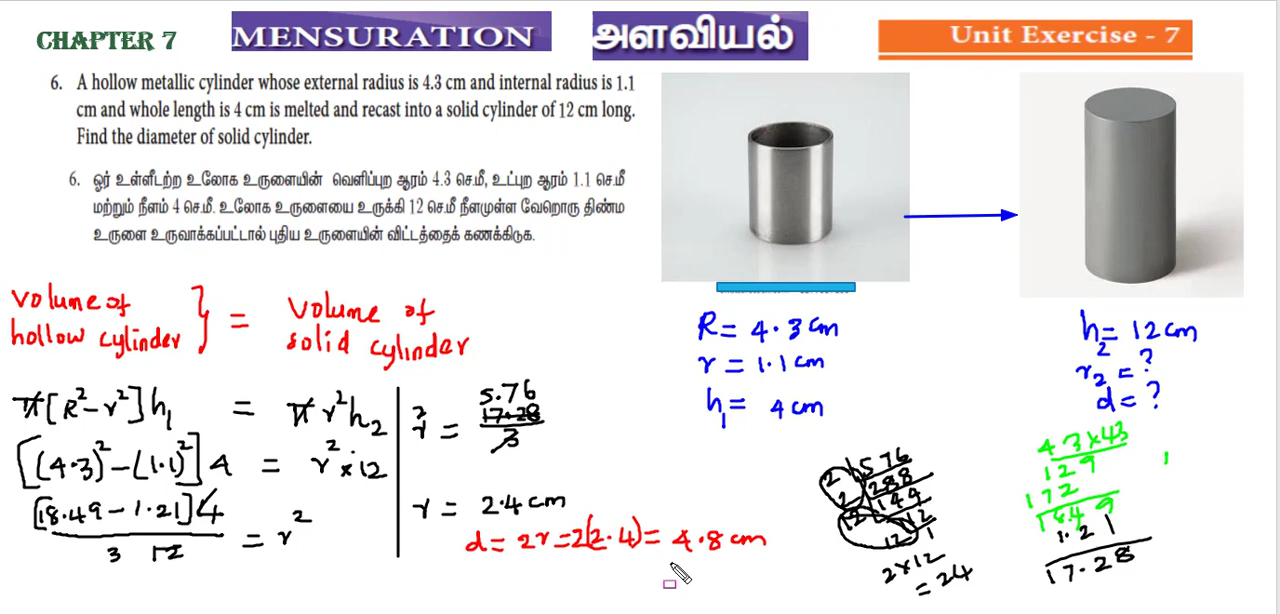 CHAPTER 7
MENSURATION
அளவியல்
Unit Exercise - 7
6. A hollow metallic cylinder whose external radius is 4.3 cm and internal radius is 1.1
cm and whole length is 4 cm is melted and recast into a solid cylinder of 12 cm long.
Find the diameter of solid cylinder.
6. ஓர் உள்ளீடற்ற உலோக உருளையின் வெளிப்புற ஆரம் 4.3 செ.மீ, உட்புற ஆரம் 1.1 செ.மீ
மற்றும் நீளம் 4 செ.மீ. உலோக உருளையை உருக்கி 12 செ.மீ நீளமுள்ள வேறொரு திண்ம
உருளை உருவாக்கப்பட்டால் புதிய உருளையின் விட்டத்தைக் கணக்கிடுக.
Volume of
hollow cylinder } = Volume of
solid cylinder
π[R²-r²]h₁ = πr²h₂
[(4.3)²-(1.1)²]4 = r²×12
[18.49-1.21]4
3 12 = r²
5.76
r² = 17.28
3
r = 2.4 cm
d = 2r = 2(2.4) = 4.8 cm
R = 4.3 cm
r = 1.1 cm
h₁ = 4 cm
h₂ = 12 cm
r₂ = ?
d = ?
2 576
2 288
12 144
12 12
1
2×12
= 24
43×43
129
172
1849
1.21
17.28